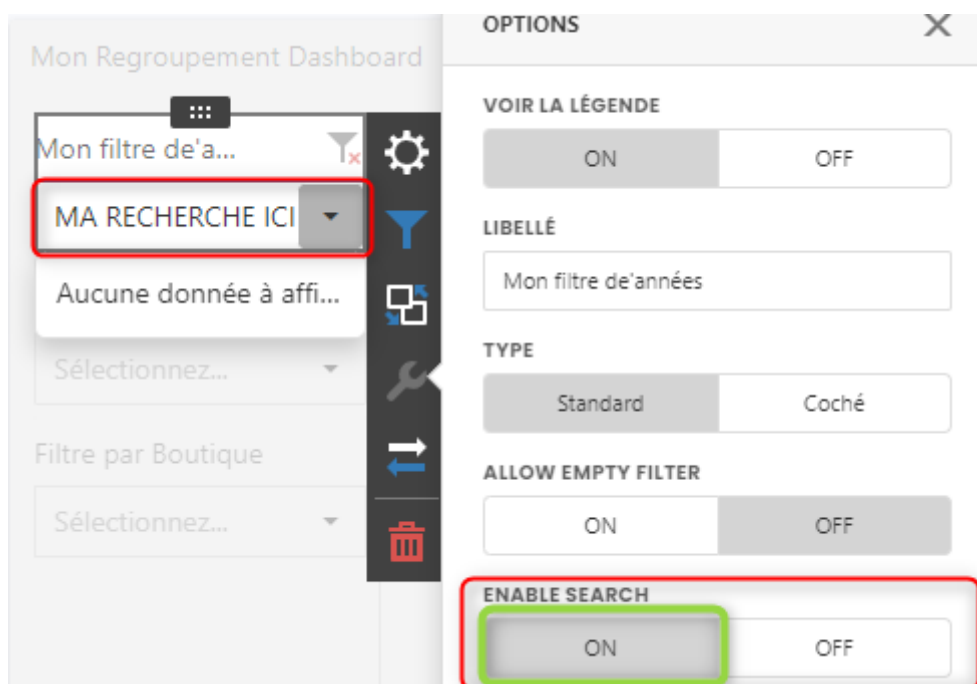 Mon Regroupement Dashboard
Mon filtre de'a...
MA RECHERCHE ICI
Aucune donnée à affi...
Sélectionnez...
Filtre par Boutique
Sélectionnez...
OPTIONS
VOIR LA LÉGENDE
ON OFF
LIBELLÉ
Mon filtre de'années
TYPE
Standard Coché
ALLOW EMPTY FILTER
ON OFF
ENABLE SEARCH
ON OFF